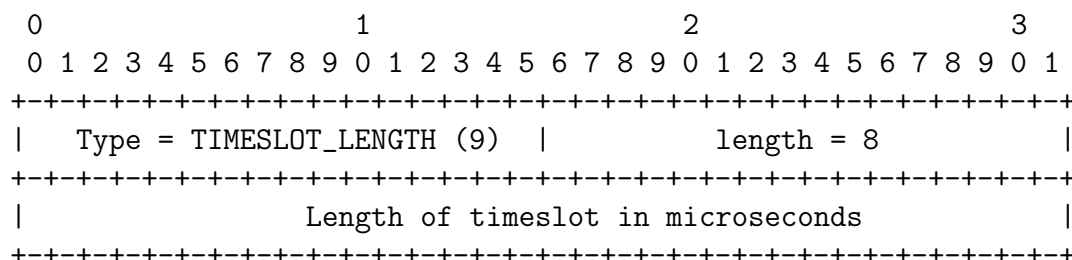 0                   1                   2                   3
0 1 2 3 4 5 6 7 8 9 0 1 2 3 4 5 6 7 8 9 0 1 2 3 4 5 6 7 8 9 0 1
+-+-+-+-+-+-+-+-+-+-+-+-+-+-+-+-+-+-+-+-+-+-+-+-+-+-+-+-+-+-+-+-+
|   Type = TIMESLOT_LENGTH (9)  |          length = 8           |
+-+-+-+-+-+-+-+-+-+-+-+-+-+-+-+-+-+-+-+-+-+-+-+-+-+-+-+-+-+-+-+-+
|                 Length of timeslot in microseconds            |
+-+-+-+-+-+-+-+-+-+-+-+-+-+-+-+-+-+-+-+-+-+-+-+-+-+-+-+-+-+-+-+-+